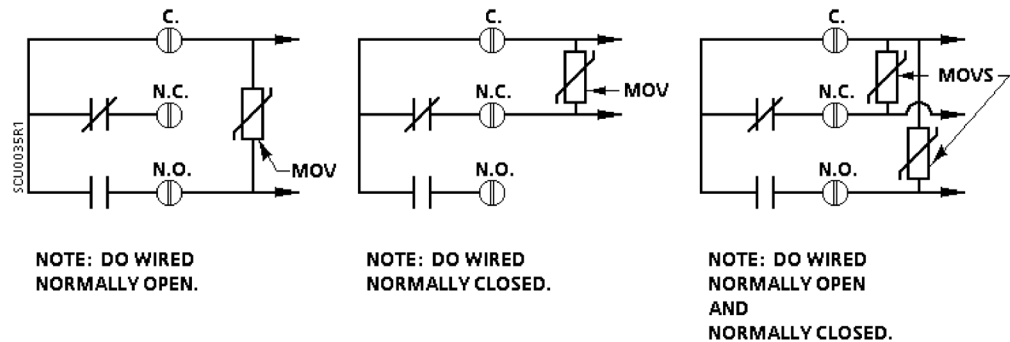 C.
N.C.
N.O.
MOV
SCU0035R1
NOTE: DO WIRED
NORMALLY OPEN.
C.
N.C.
N.O.
MOV
NOTE: DO WIRED
NORMALLY CLOSED.
C.
N.C.
N.O.
MOVS
NOTE: DO WIRED
NORMALLY OPEN
AND
NORMALLY CLOSED.